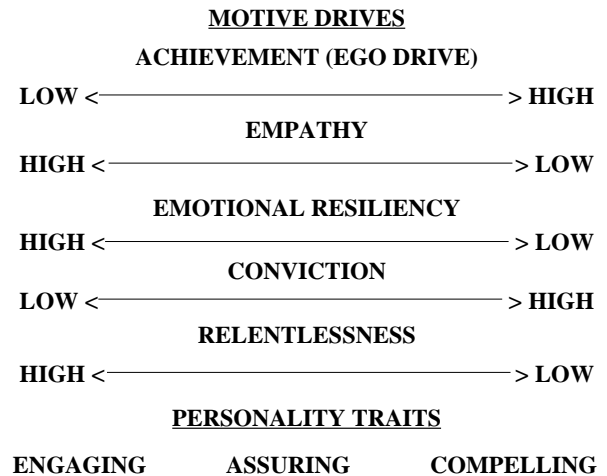 MOTIVE DRIVES
ACHIEVEMENT (EGO DRIVE)
LOW < > HIGH
EMPATHY
HIGH < > LOW
EMOTIONAL RESILIENCY
HIGH < > LOW
CONVICTION
LOW < > HIGH
RELENTLESSNESS
HIGH < > LOW
PERSONALITY TRAITS
ENGAGING ASSURING COMPELLING